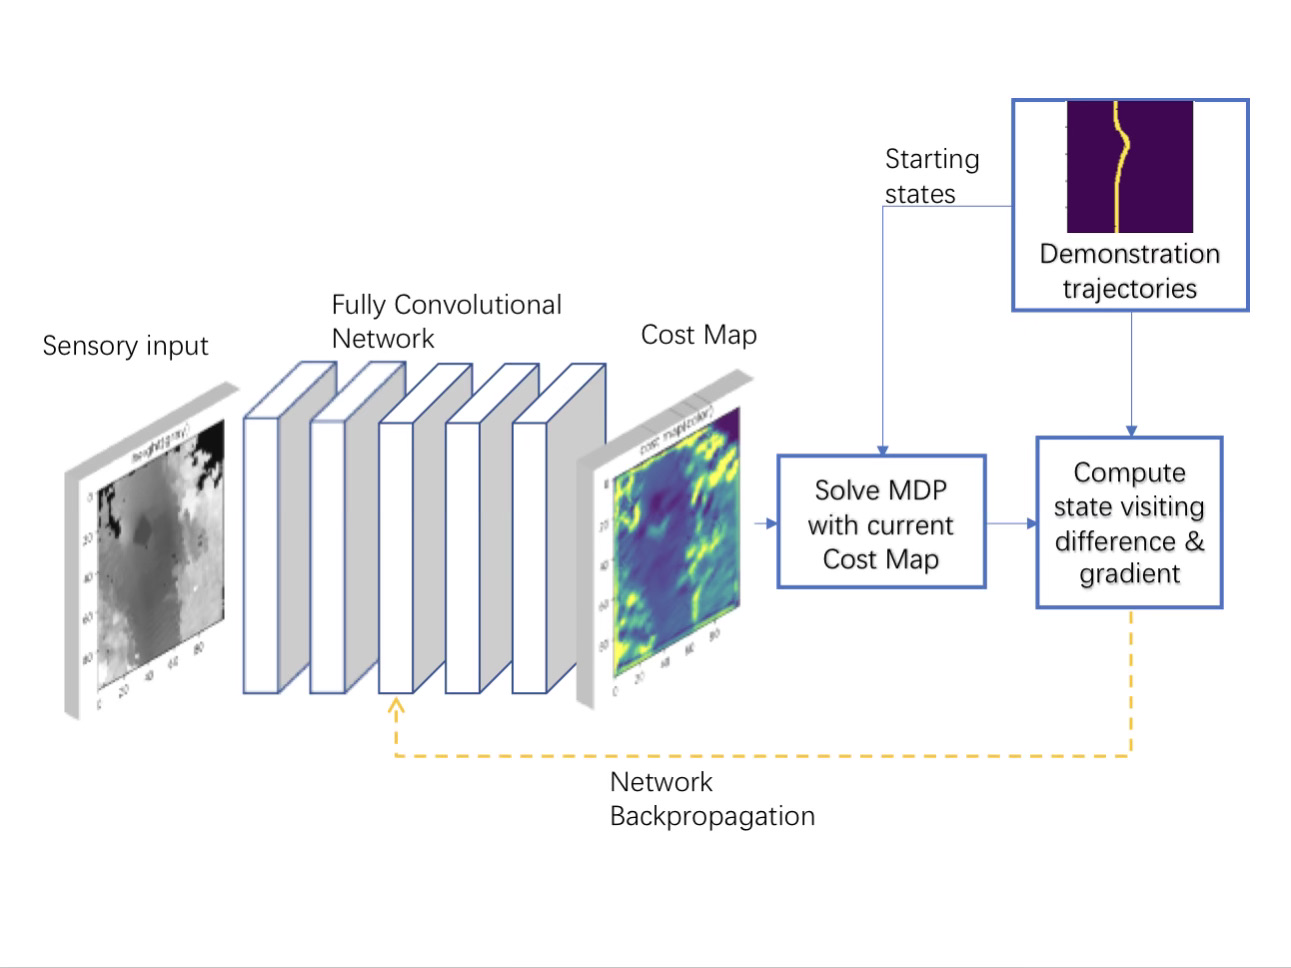 Starting
states
Demonstration
trajectories
Fully Convolutional
Network
Sensory input
Cost Map
height(gray)
0
20
40
60
80
0
20
40
60
80
cost map(color)
0
20
40
60
80
0
20
40
60
80
Solve MDP
with current
Cost Map
Compute
state visiting
difference &
gradient
Network
Backpropagation